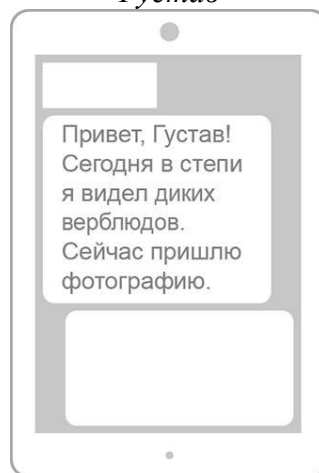 Густав
Привет, Густав!
Сегодня в степи
я видел диких
верблюдов.
Сейчас пришлю
фотографию.